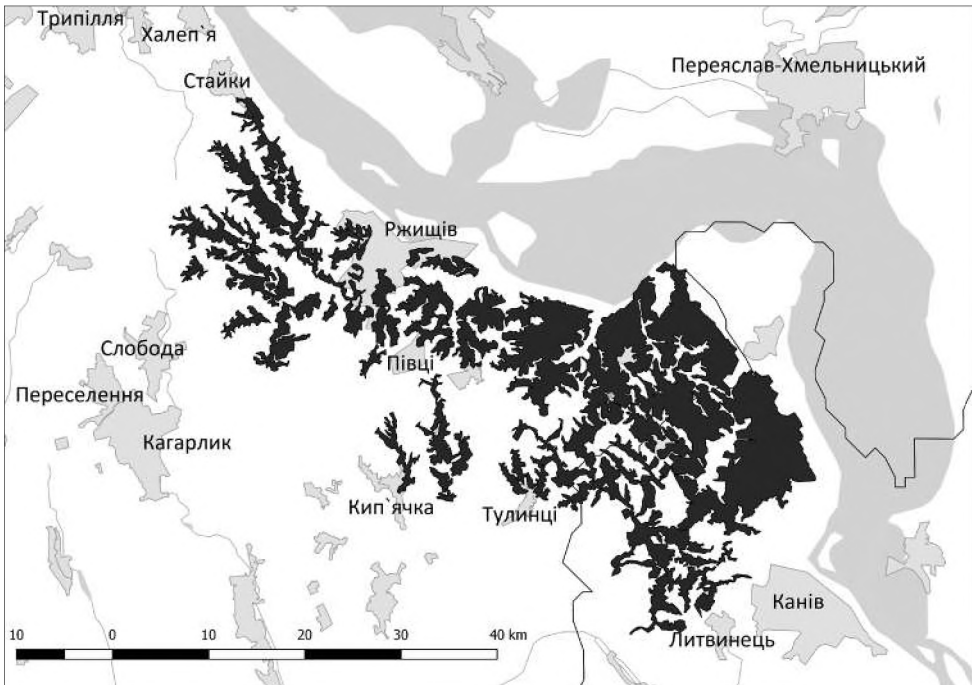 Трипілля
Халеп`я
Стайки
Переяслав-Хмельницький
Ржищів
Слобода
Півці
Переселення
Кагарлик
Кип`ячка
Тулинці
Канів
Литвинець
10 0 10 20 30 40 km